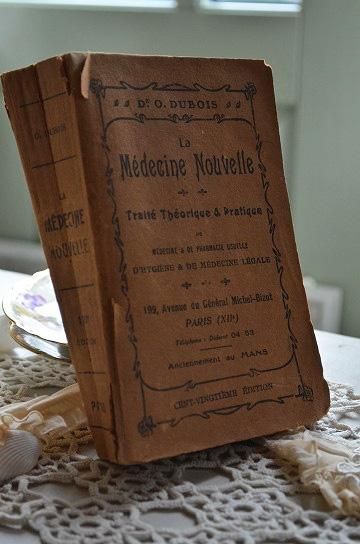 Dr. O. DUBOIS
La
Médecine Nouvelle
Traité Théorique & Pratique
DE
MÉDECINE & DE PHARMACIE USUELLE
D'HYGIÈNE & DE MÉDECINE LÉGALE
199, Avenue du Général Michel-Bizot
PARIS (XIIe)
Téléphone : Diderot 04 63
Anciennement au MANS
CENT-VINGTIÈME ÉDITION
O. DUBOIS
LA
MÉDECINE
NOUVELLE